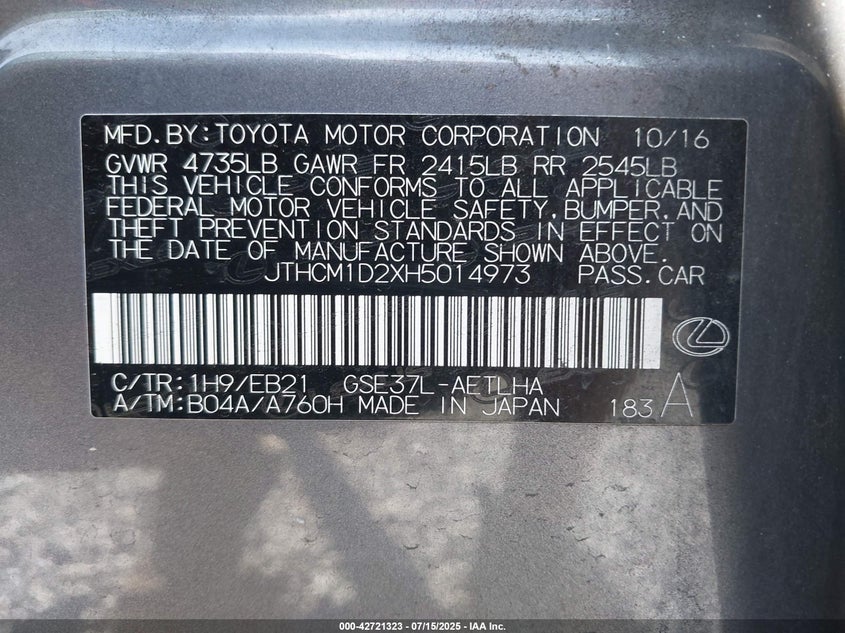 MFD.BY:TOYOTA MOTOR CORPORATION 10/16
GVWR 4735LB GAWR FR 2415LB RR 2545LB
THIS VEHICLE CONFORMS TO ALL APPLICABLE
FEDERAL MOTOR VEHICLE SAFETY,BUMPER,AND
THEFT PREVENTION STANDARDS IN EFFECT ON
THE DATE OF MANUFACTURE SHOWN ABOVE.
JTHCM1D2XH5014973 PASS.CAR
C/TR:1H9/EB21 GSE37L-AETLHA
A/TM:B04A/A760H MADE IN JAPAN 183 A
000-42721323 - 07/15/2025 - IAA Inc.